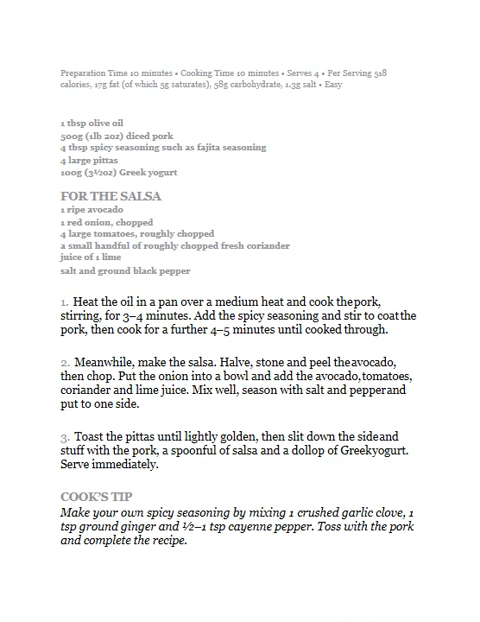 Preparation Time 10 minutes • Cooking Time 10 minutes • Serves 4 • Per Serving 518
calories, 17g fat (of which 5g saturates), 58g carbohydrate, 1.3g salt • Easy
1 tbsp olive oil
500g (1lb 2oz) diced pork
4 tbsp spicy seasoning such as fajita seasoning
4 large pittas
100g (3½oz) Greek yogurt
FOR THE SALSA
1 ripe avocado
1 red onion, chopped
4 large tomatoes, roughly chopped
a small handful of roughly chopped fresh coriander
juice of 1 lime
salt and ground black pepper
1. Heat the oil in a pan over a medium heat and cook thepork,
stirring, for 3–4 minutes. Add the spicy seasoning and stir to coatthe
pork, then cook for a further 4–5 minutes until cooked through.
2. Meanwhile, make the salsa. Halve, stone and peel theavocado,
then chop. Put the onion into a bowl and add the avocado,tomatoes,
coriander and lime juice. Mix well, season with salt and pepperand
put to one side.
3. Toast the pittas until lightly golden, then slit down the sideand
stuff with the pork, a spoonful of salsa and a dollop of Greekyogurt.
Serve immediately.
COOK'S TIP
Make your own spicy seasoning by mixing 1 crushed garlic clove, 1
tsp ground ginger and ½–1 tsp cayenne pepper. Toss with the pork
and complete the recipe.